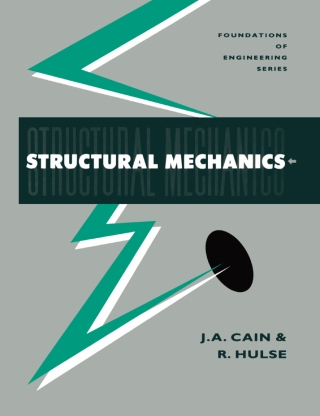 FOUNDATIONS
OF
ENGINEERING
SERIES
STRUCTURAL MECHANICS
STRUCTURAL MECHANICS
J.A. CAIN &
R. HULSE